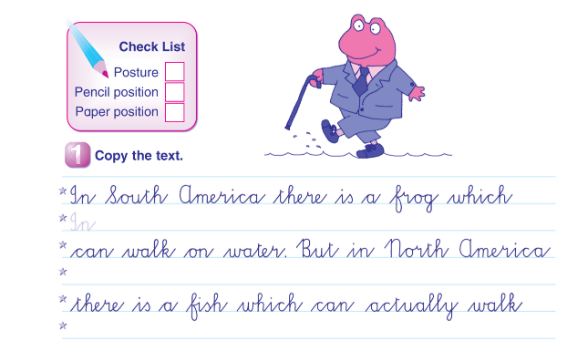 Check List
Posture
Pencil position
Paper position
1 Copy the text.
*In South America there is a frog which
*In
*can walk on water. But in North America
*
*there is a fish which can actually walk
*